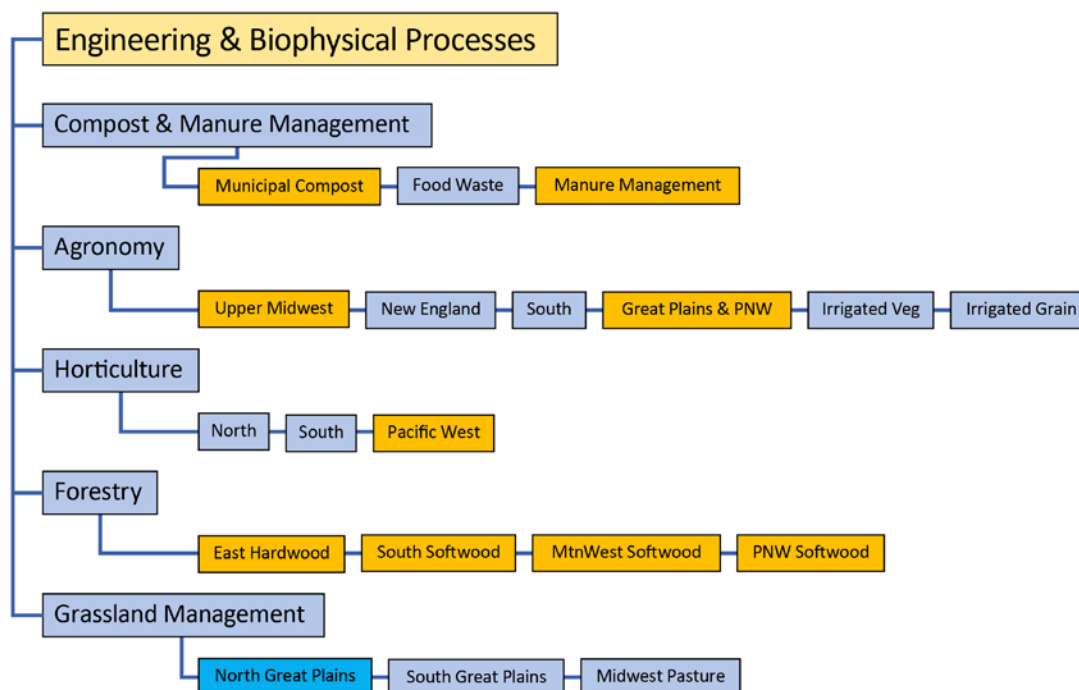 Engineering & Biophysical Processes
Compost & Manure Management
Municipal Compost Food Waste Manure Management
Agronomy
Upper Midwest New England South Great Plains & PNW Irrigated Veg Irrigated Grain
Horticulture
North South Pacific West
Forestry
East Hardwood South Softwood MtnWest Softwood PNW Softwood
Grassland Management
North Great Plains South Great Plains Midwest Pasture